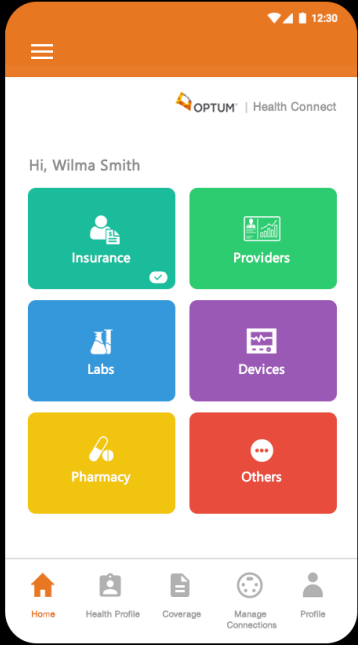 12:30
OPTUM | Health Connect
Hi, Wilma Smith
Insurance
Providers
Labs
Devices
Pharmacy
Others
Home
Health Profile
Coverage
Manage
Connections
Profile